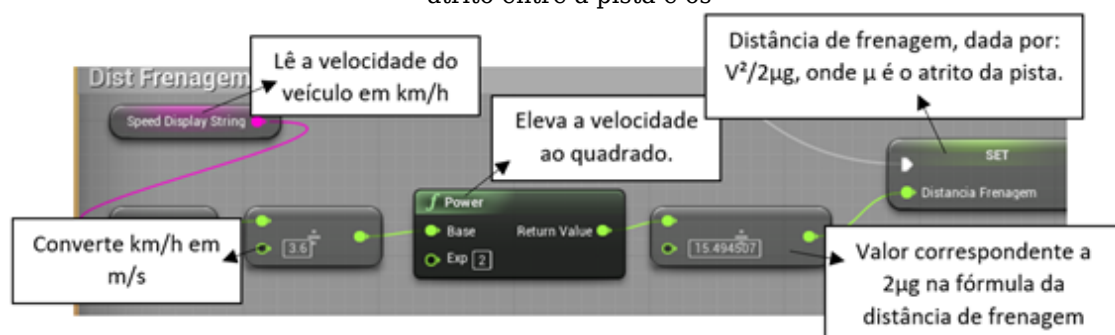 atrito entre a pista e os
Dist Frenagem
Lê a velocidade do
veículo em km/h
Distância de frenagem, dada por:
V²/2µg, onde µ é o atrito da pista.
Speed Display String
Eleva a velocidade
ao quadrado.
SET
Distancia Frenagem
Converte km/h em
m/s
3.6
÷
Power
Base
Return Value
Exp 2
15.494507
÷
Valor correspondente a
2µg na fórmula da
distância de frenagem